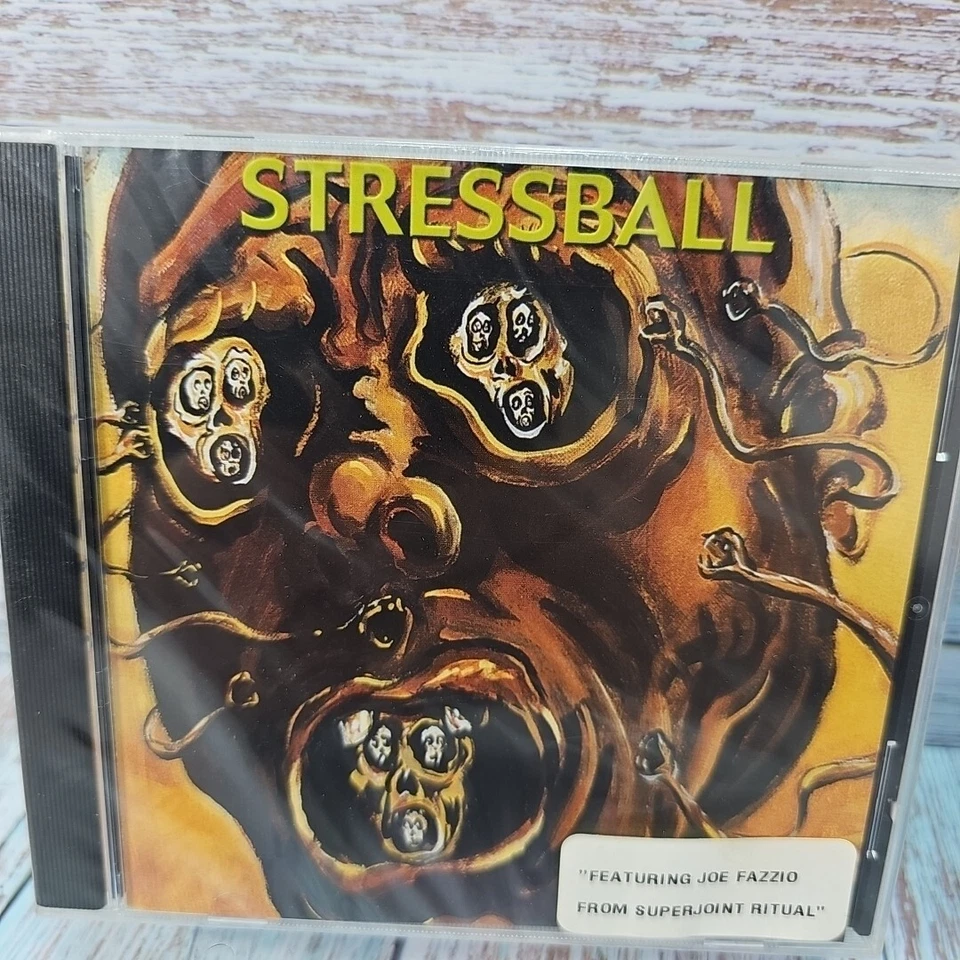 STRESSBALL
"FEATURING JOE FAZZIO
FROM SUPERJOINT RITUAL"